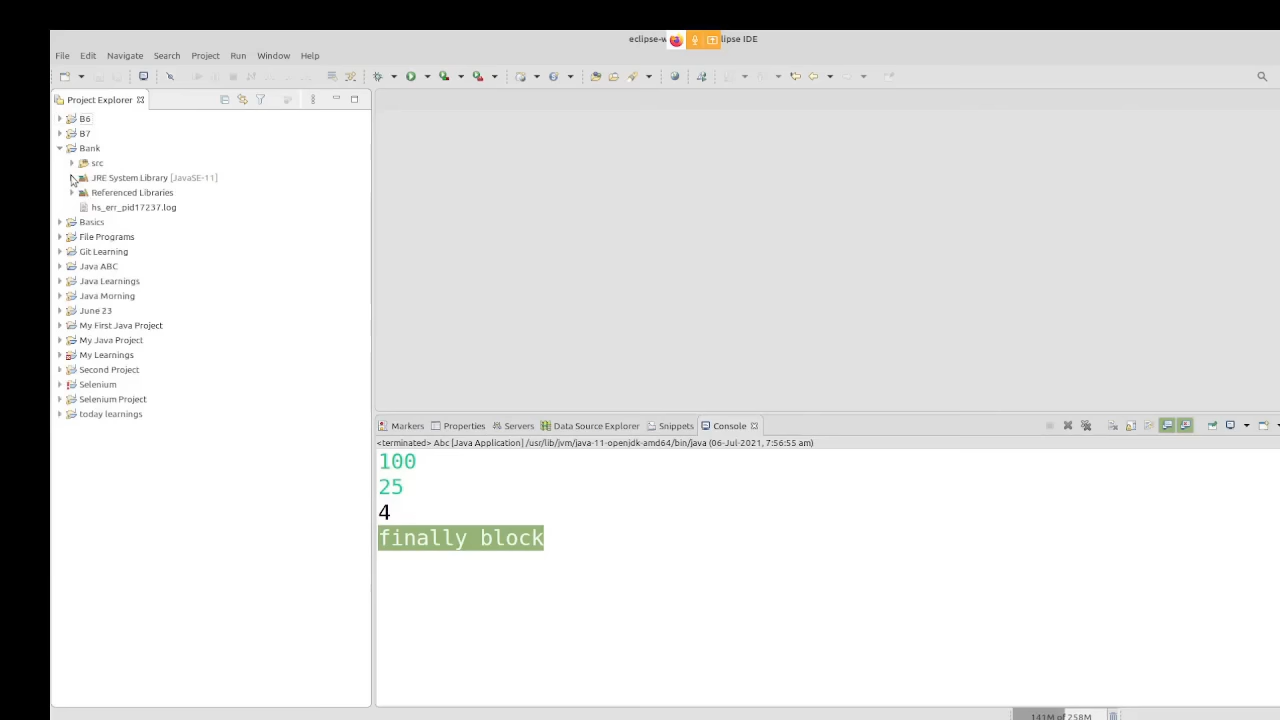 eclipse-w lipse IDE
File Edit Navigate Search Project Run Window Help
Project Explorer
B6
B7
Bank
src
JRE System Library [JavaSE-11]
Referenced Libraries
hs_err_pid17237.log
Basics
File Programs
Git Learning
Java ABC
Java Learnings
Java Morning
June 23
My First Java Project
My Java Project
My Learnings
Second Project
Selenium
Selenium Project
today learnings
Markers Properties Servers Data Source Explorer Snippets Console
<terminated> Abc [Java Application] /usr/lib/jvm/java-11-openjdk-amd64/bin/java (06-Jul-2021, 7:56:55 am)
100
25
4
finally block
141M of 258M